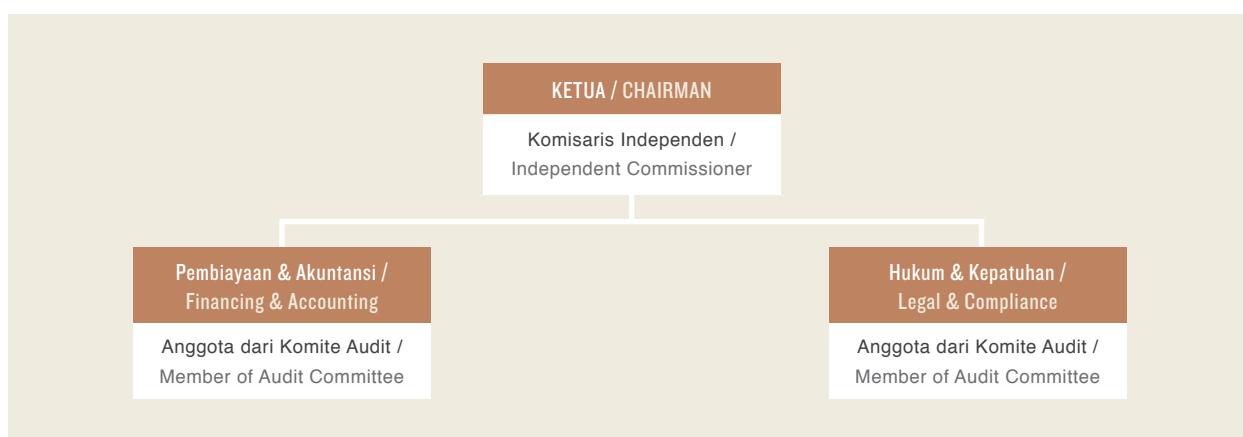 KETUA / CHAIRMAN
Komisaris Independen /
Independent Commissioner
Pembiayaan & Akuntansi /
Financing & Accounting
Anggota dari Komite Audit /
Member of Audit Committee
Hukum & Kepatuhan /
Legal & Compliance
Anggota dari Komite Audit /
Member of Audit Committee